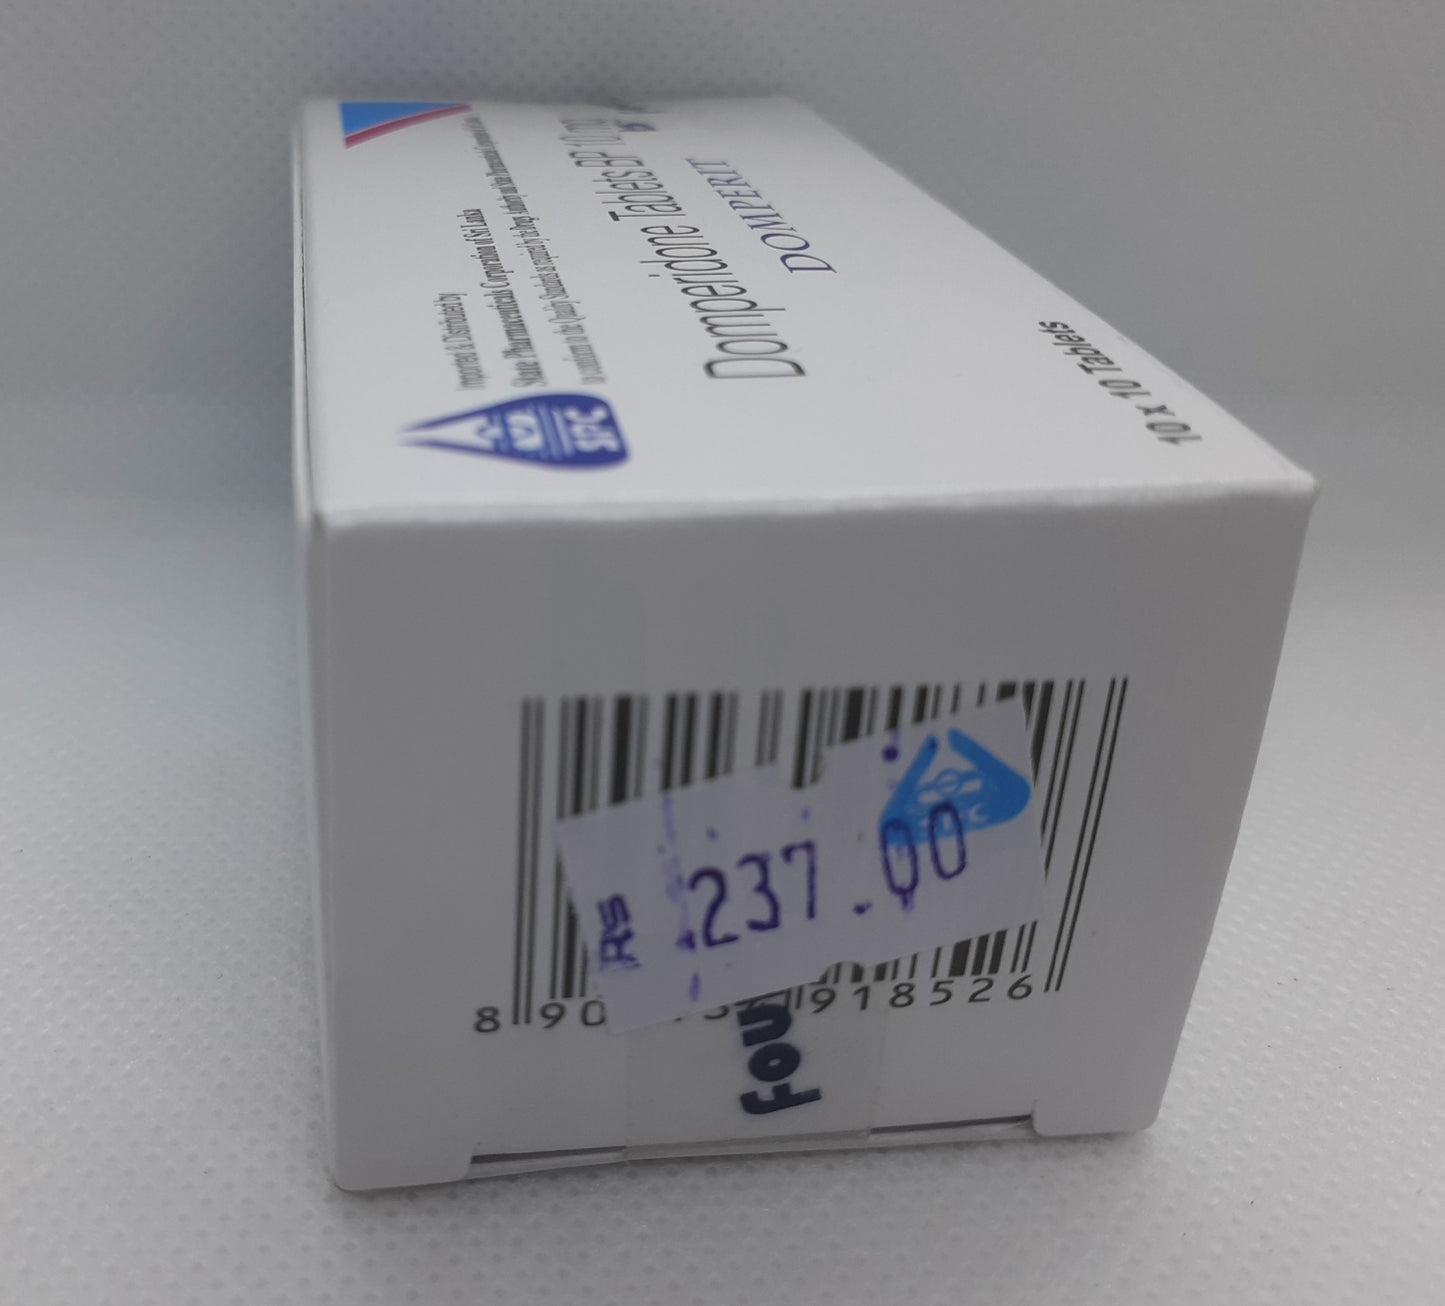 Imported & Distributed by
State Pharmaceuticals Corporation of Sri Lanka
SPC
Domperidone Tablets BP 10 mg
DOMPERIT
10 x 10 Tablets
RS 237.00
8 90 918526
Fou